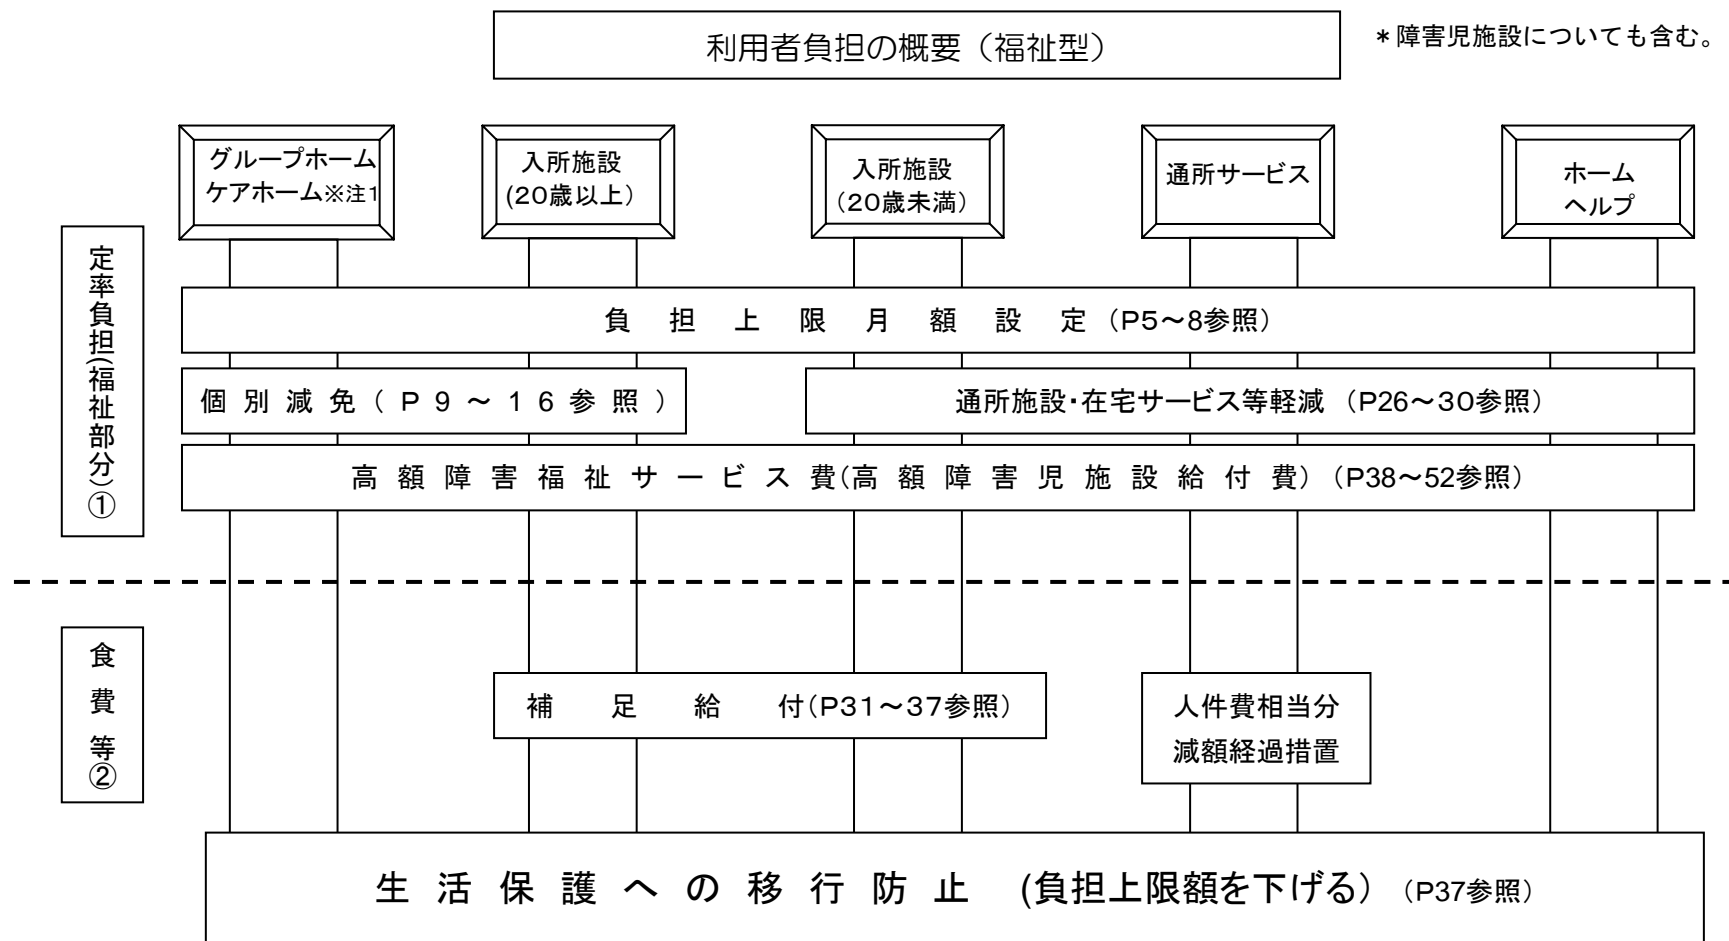 利用者負担の概要（福祉型）
＊障害児施設についても含む。
グループホーム
ケアホーム※注1
入所施設
(20歳以上)
入所施設
(20歳未満)
通所サービス
ホーム
ヘルプ
定率負担(福祉部分)①
負担上限月額設定(P5～8参照)
個別減免(P9～16参照)
通所施設・在宅サービス等軽減 (P26～30参照)
高額障害福祉サービス費(高額障害児施設給付費) (P38～52参照)
食費等②
補足給付(P31～37参照)
人件費相当分
減額経過措置
生活保護への移行防止 (負担上限額を下げる) (P37参照)